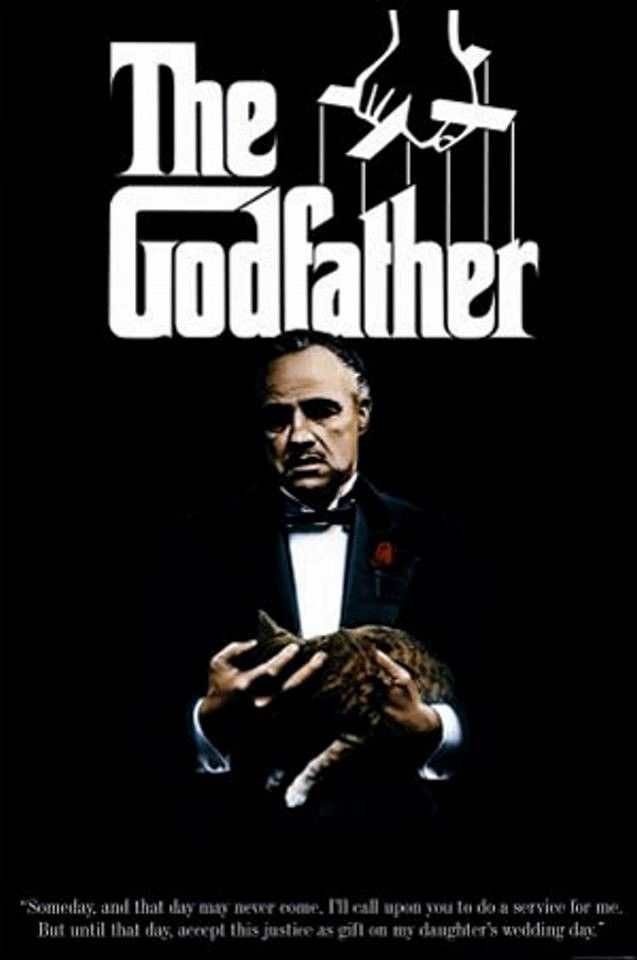 The
Godfather
"Someday, and that day may never come, I'll call upon you to do a service for me.
But until that day, accept this justice as gift on my daughter's wedding day."